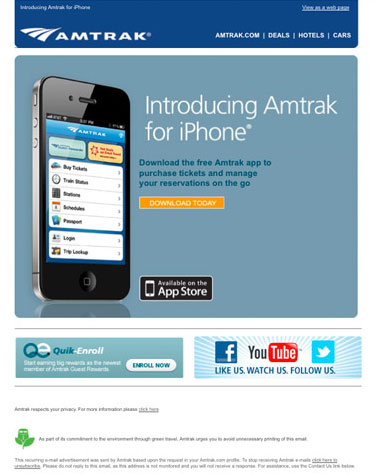 Introducing Amtrak for iPhone
View as a web page
AMTRAK®
AMTRAK.COM | DEALS | HOTELS | CARS
Introducing Amtrak
for iPhone®
Download the free Amtrak app to
purchase tickets and manage
your reservations on the go
DOWNLOAD TODAY
AMTRAK
Buy Tickets
Train Status
Stations
Schedules
Passport
Login
Trip Lookup
Available on the
App Store
Quik-Enroll
Start earning big rewards as the newest
member of Amtrak Guest Rewards.
ENROLL NOW
f
You Tube
LIKE US. WATCH US. FOLLOW US.
Amtrak respects your privacy. For more information please click here
As part of its commitment to the environment through green travel, Amtrak urges you to avoid unnecessary printing of this email.
This recurring e-mail advertisement was sent by Amtrak based upon the request in your Amtrak.com profile. To stop receiving Amtrak e-mails click here to
unsubscribe. Please do not reply to this email, as this address is not monitored and you will not receive a response. For assistance, use the Contact Us link below.